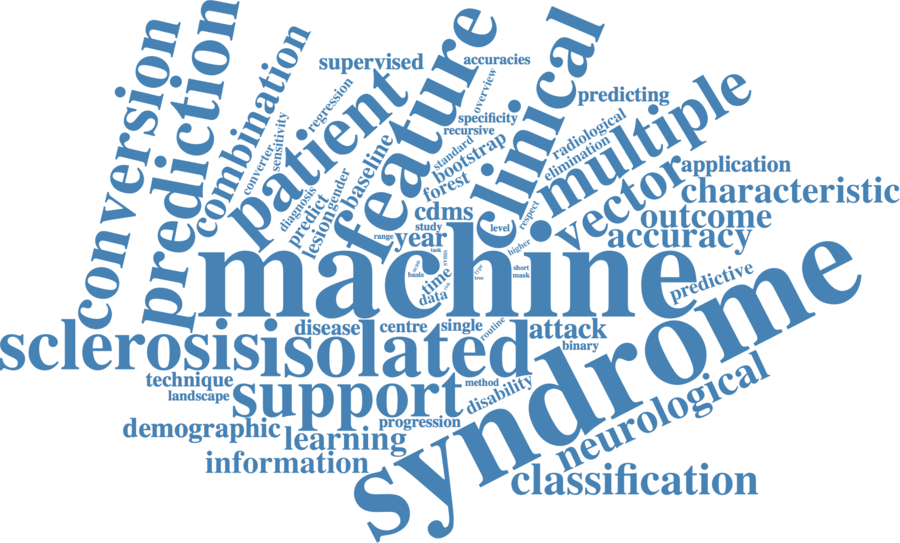 conversion
prediction
combination
converter
sensitivity
regression
supervised
accuracies
patient
feature
overview
clinical
predicting
specificity
recursive
standard
bootstrap
forest
radiological
elimination
multiple
diagnosis
gender
baseline
predict
lesion
cdms
study
level
respect
vector
application
characteristic
outcome
accuracy
range
year
task
higher
machine
basis
time
data
type
tree
short
mask
predictive
sclerosis
isolated
disease
centre
single
routine
attack
binary
syndrome
technique
landscape
support
method
disability
neurological
demographic
progression
learning
information
classification